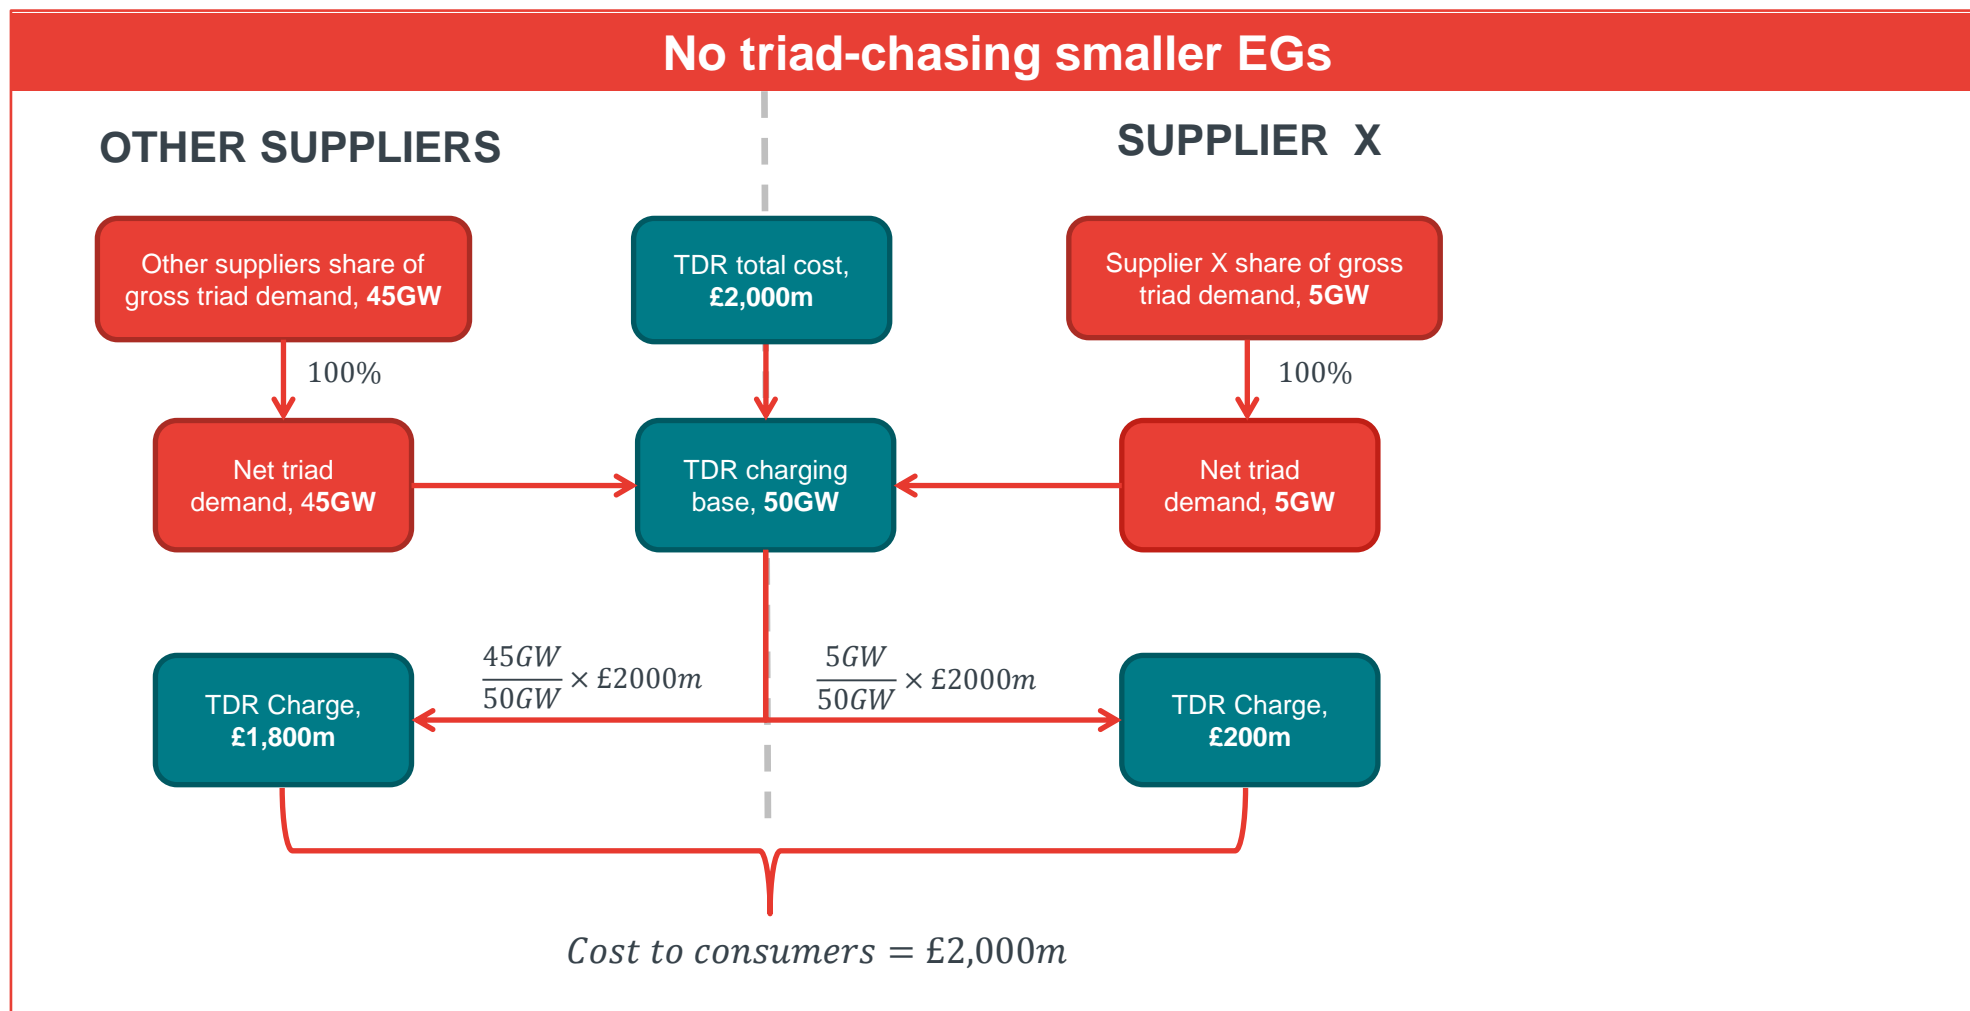 No triad-chasing smaller EGs
OTHER SUPPLIERS
SUPPLIER X
Other suppliers share of
gross triad demand, 45GW
TDR total cost,
£2,000m
Supplier X share of gross
triad demand, 5GW
100%
100%
Net triad
demand, 45GW
TDR charging
base, 50GW
Net triad
demand, 5GW
45GW
50GW × £2000m
5GW
50GW × £2000m
TDR Charge,
£1,800m
TDR Charge,
£200m
Cost to consumers = £2,000m